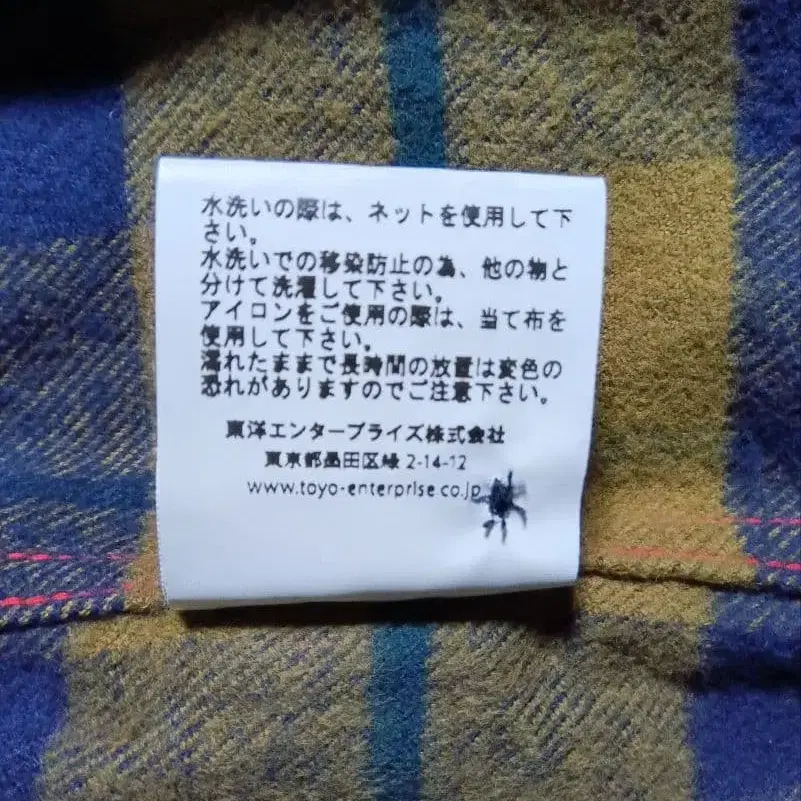 水洗いの際は、ネットを使用して下
さい。
水洗いでの移染防止の為、他の物と
分けて洗濯して下さい。
アイロンをご使用の際は、当て布を
使用して下さい。
濡れたままで長時間の放置は変色の
恐れがありますのでご注意下さい。
東洋エンタープライズ株式会社
東京都墨田区緑 2-14-12
www.toyo-enterprise.co.jp